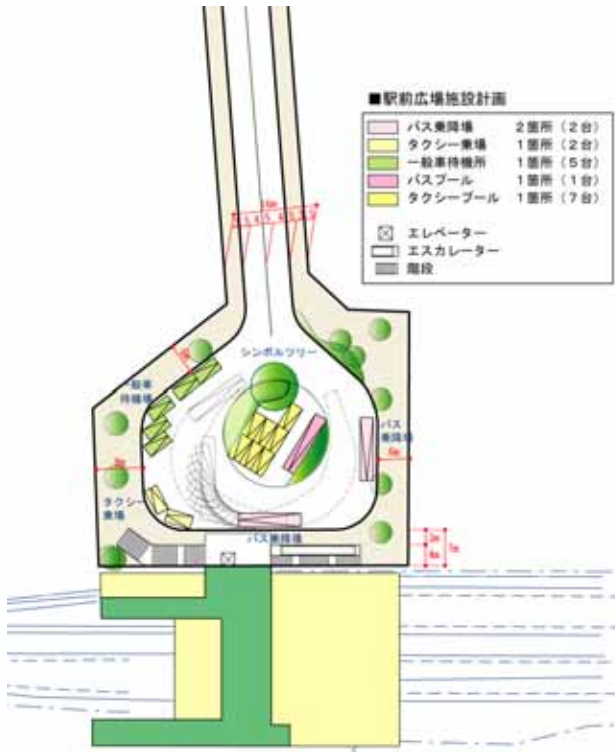 ■駅前広場施設計画
バス乗降場 2箇所（2台）
タクシー乗場 1箇所（2台）
一般車待機所 1箇所（5台）
バスプール 1箇所（1台）
タクシープール 1箇所（7台）
エレベーター
エスカレーター
階段
シンボルツリー
一般車
待機場
バス
乗降場
タクシー
乗場
バス乗降場